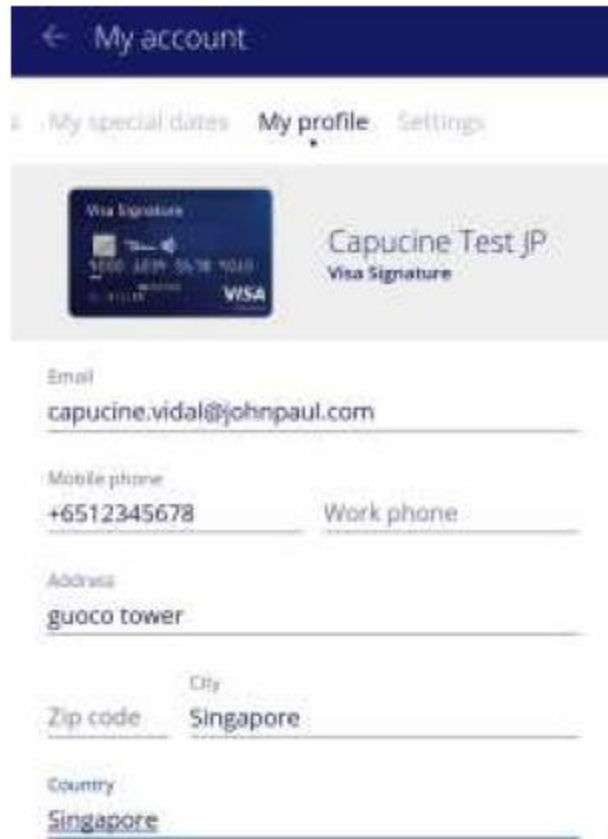 ← My account
My special dates My profile Settings
Visa Signature
VISA
Capucine Test JP
Visa Signature
Email
capucine.vidal@johnpaul.com
Mobile phone
+6512345678 Work phone
Address
guoco tower
City
Zip code Singapore
Country
Singapore